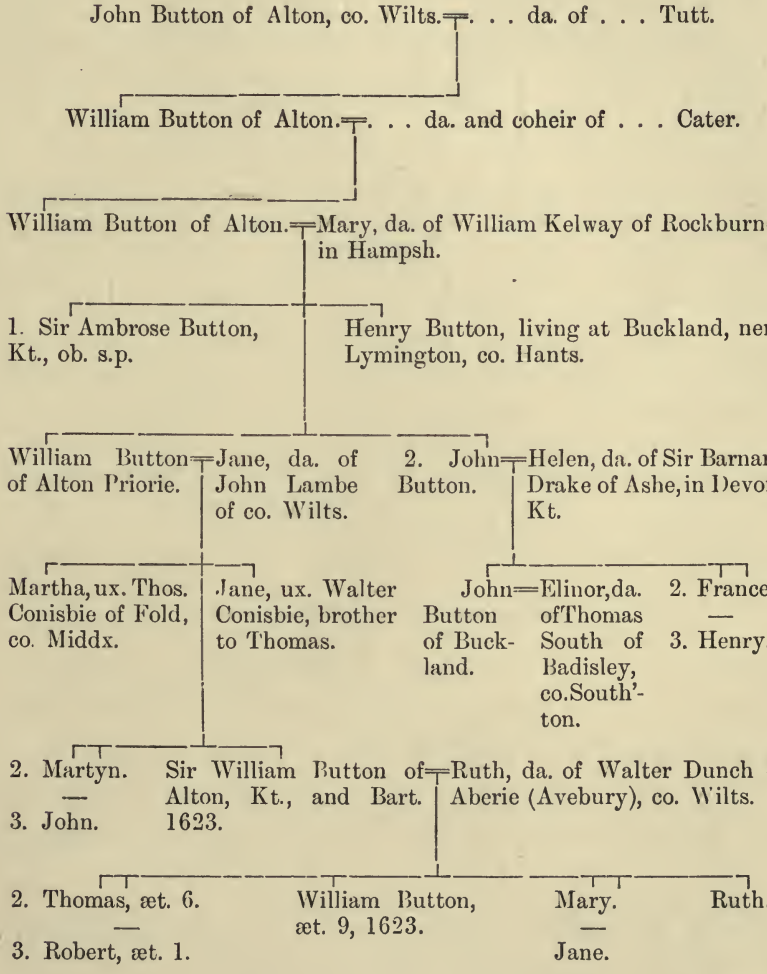 John Button of Alton, co. Wilts.=. . . da. of . . . Tutt.
William Button of Alton.=. . . da. and coheir of . . . Cater.
William Button of Alton.=Mary, da. of William Kelway of Rockburn
in Hampsh.
1. Sir Ambrose Button,
Kt., ob. s.p.
Henry Button, living at Buckland,
Lymington, co. Hants.
William Button=Jane, da. of
of Alton Priorie. John Lambe
of co. Wilts.
2. John=Helen, da. of Sir
Button. Drake of Ashe, in
Kt.
Martha, ux. Thos.
Conisbie of Fold,
co. Middx.
Jane, ux. Walter
Conisbie, brother
to Thomas.
John=Elinor, da.
Button of Thomas
of Buck- South of
land. Badisley,
co. South'-
ton.
2. France
—
3. Henry
2. Martyn.
—
3. John.
Sir William Button of=Ruth, da. of Walter Dunch
Alton, Kt., and Bart. Aberie (Avebury), co. Wilts.
1623.
2. Thomas, æt. 6.
—
3. Robert, æt. 1.
William Button,
æt. 9, 1623.
Mary.
—
Jane.
Ruth